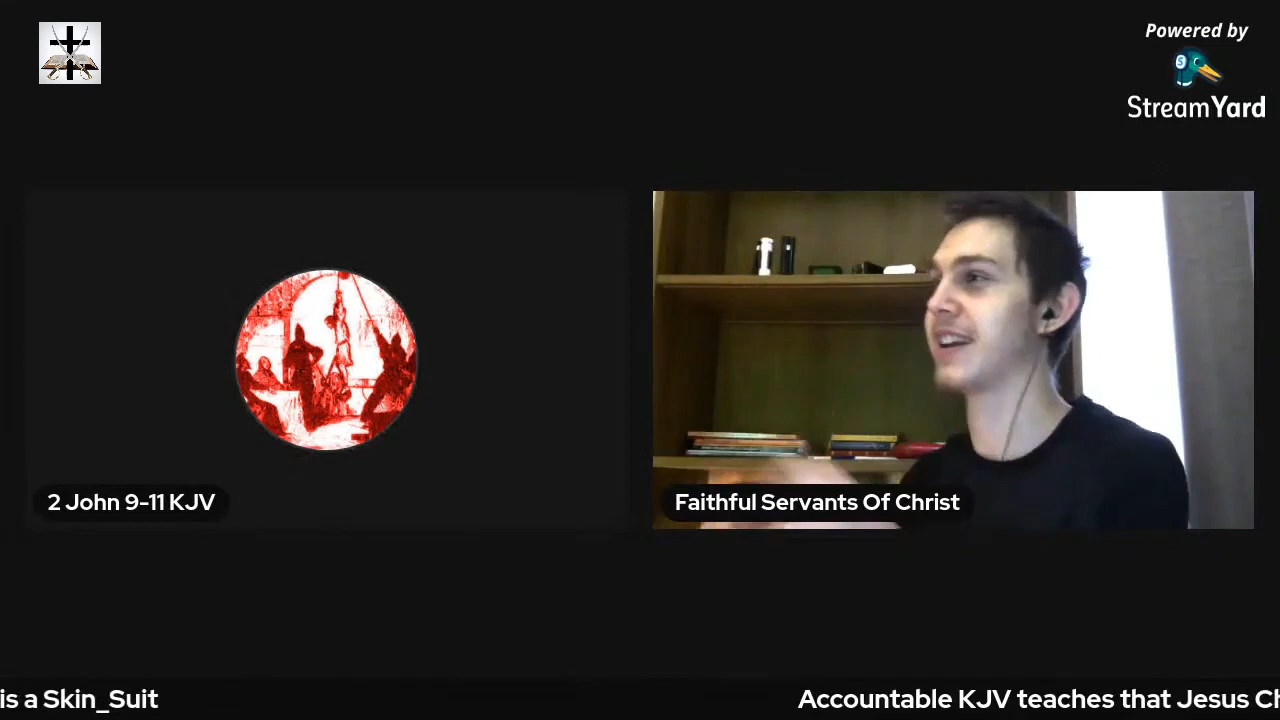 Powered by
StreamYard
2 John 9-11 KJV
Faithful Servants Of Christ
is a Skin_Suit
Accountable KJV teaches that Jesus Ch